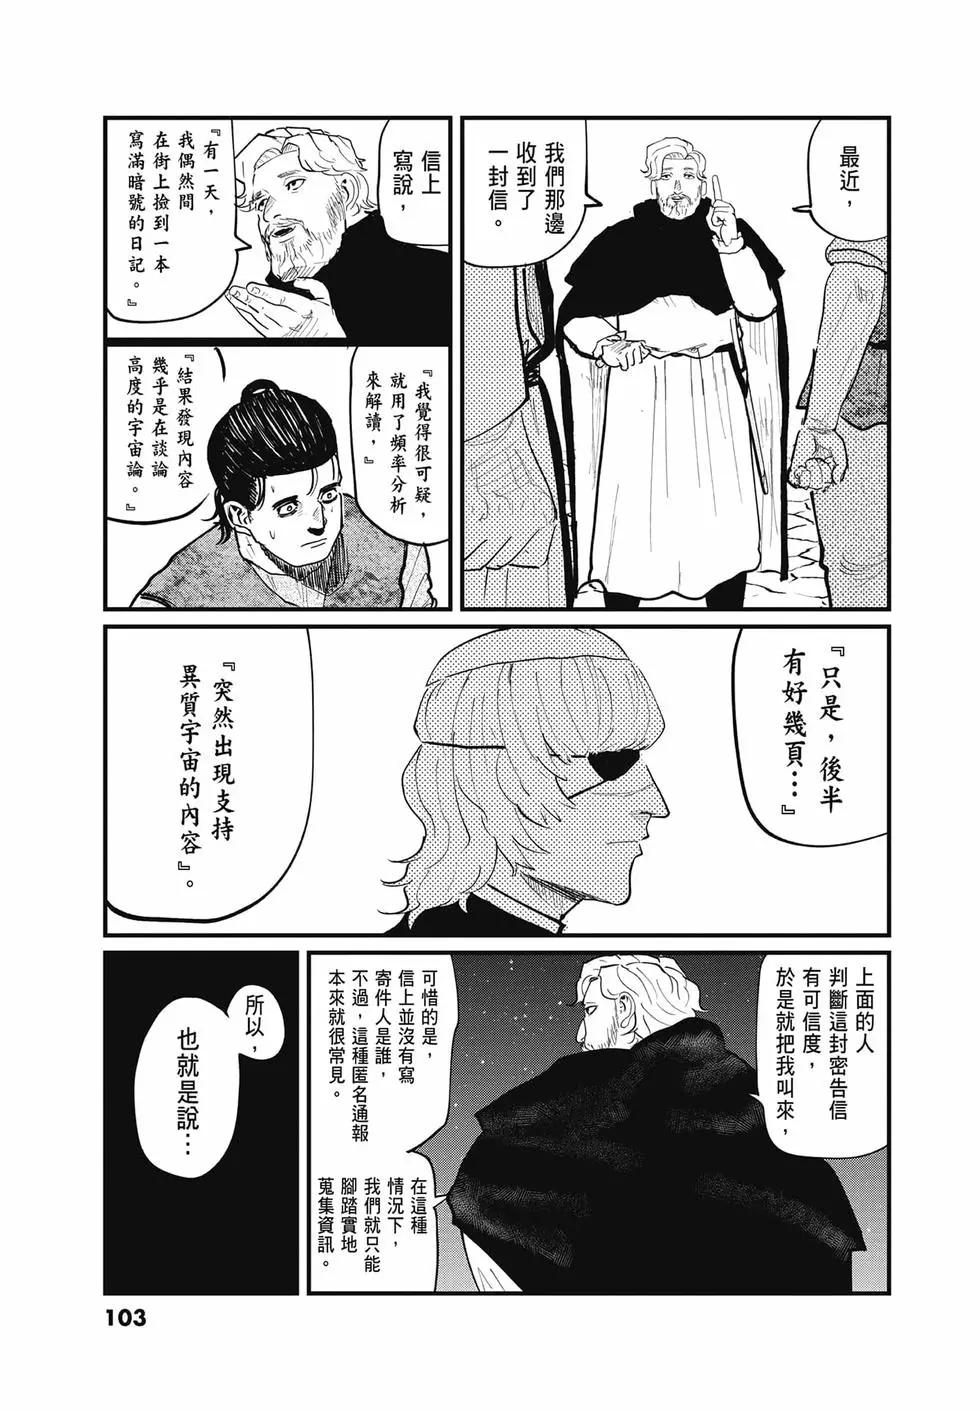 最近，
我們那邊
收到了
一封信。
信上
寫說，
『有一天，
我偶然間
在街上撿到一本
寫滿暗號的日記。』
『我覺得很可疑，
就用了頻率分析
來解讀，』
『結果發現內容
幾乎是在談論
高度的宇宙論。』
『只是，後半
有好幾頁…』
『突然出現支持
異質宇宙的內容』。
上面的人
判斷這封密告信
有可信度，
於是就把我叫來，
可惜的是，
信上並沒有寫
寄件人是誰，
不過，這種匿名通報
本來就很常見。
在這種
情況下，
我們就只能
腳踏實地
蒐集資訊。
所以，
也就是說…
103